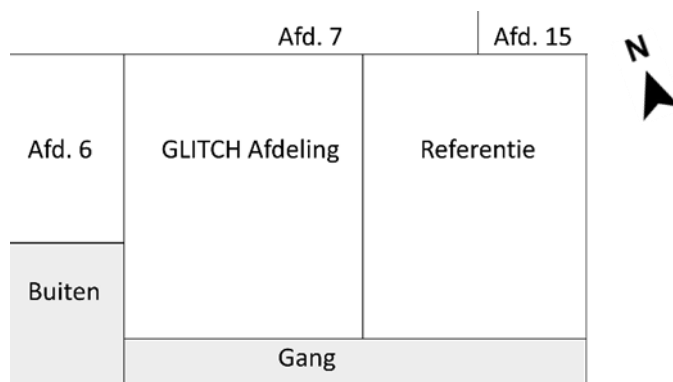 Afd. 7
Afd. 15
N
Afd. 6
GLITCH Afdeling
Referentie
Buiten
Gang